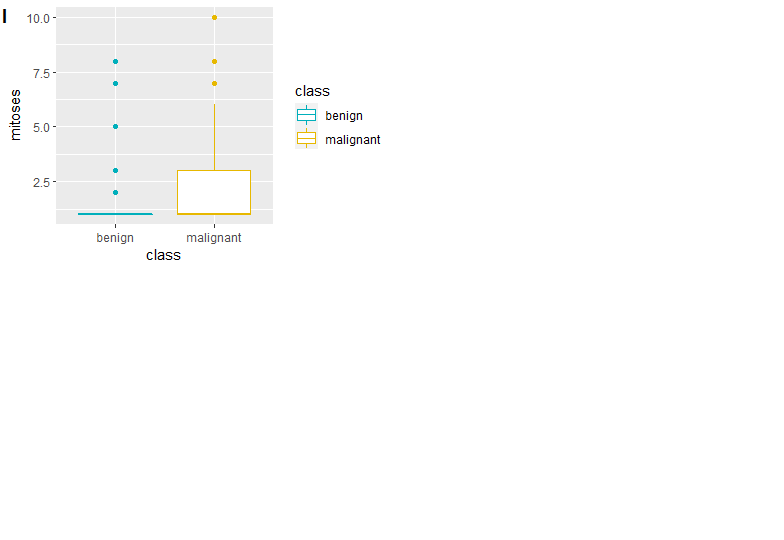 I
10.0
7.5
5.0
2.5
mitoses
benign malignant
class
class
benign
malignant